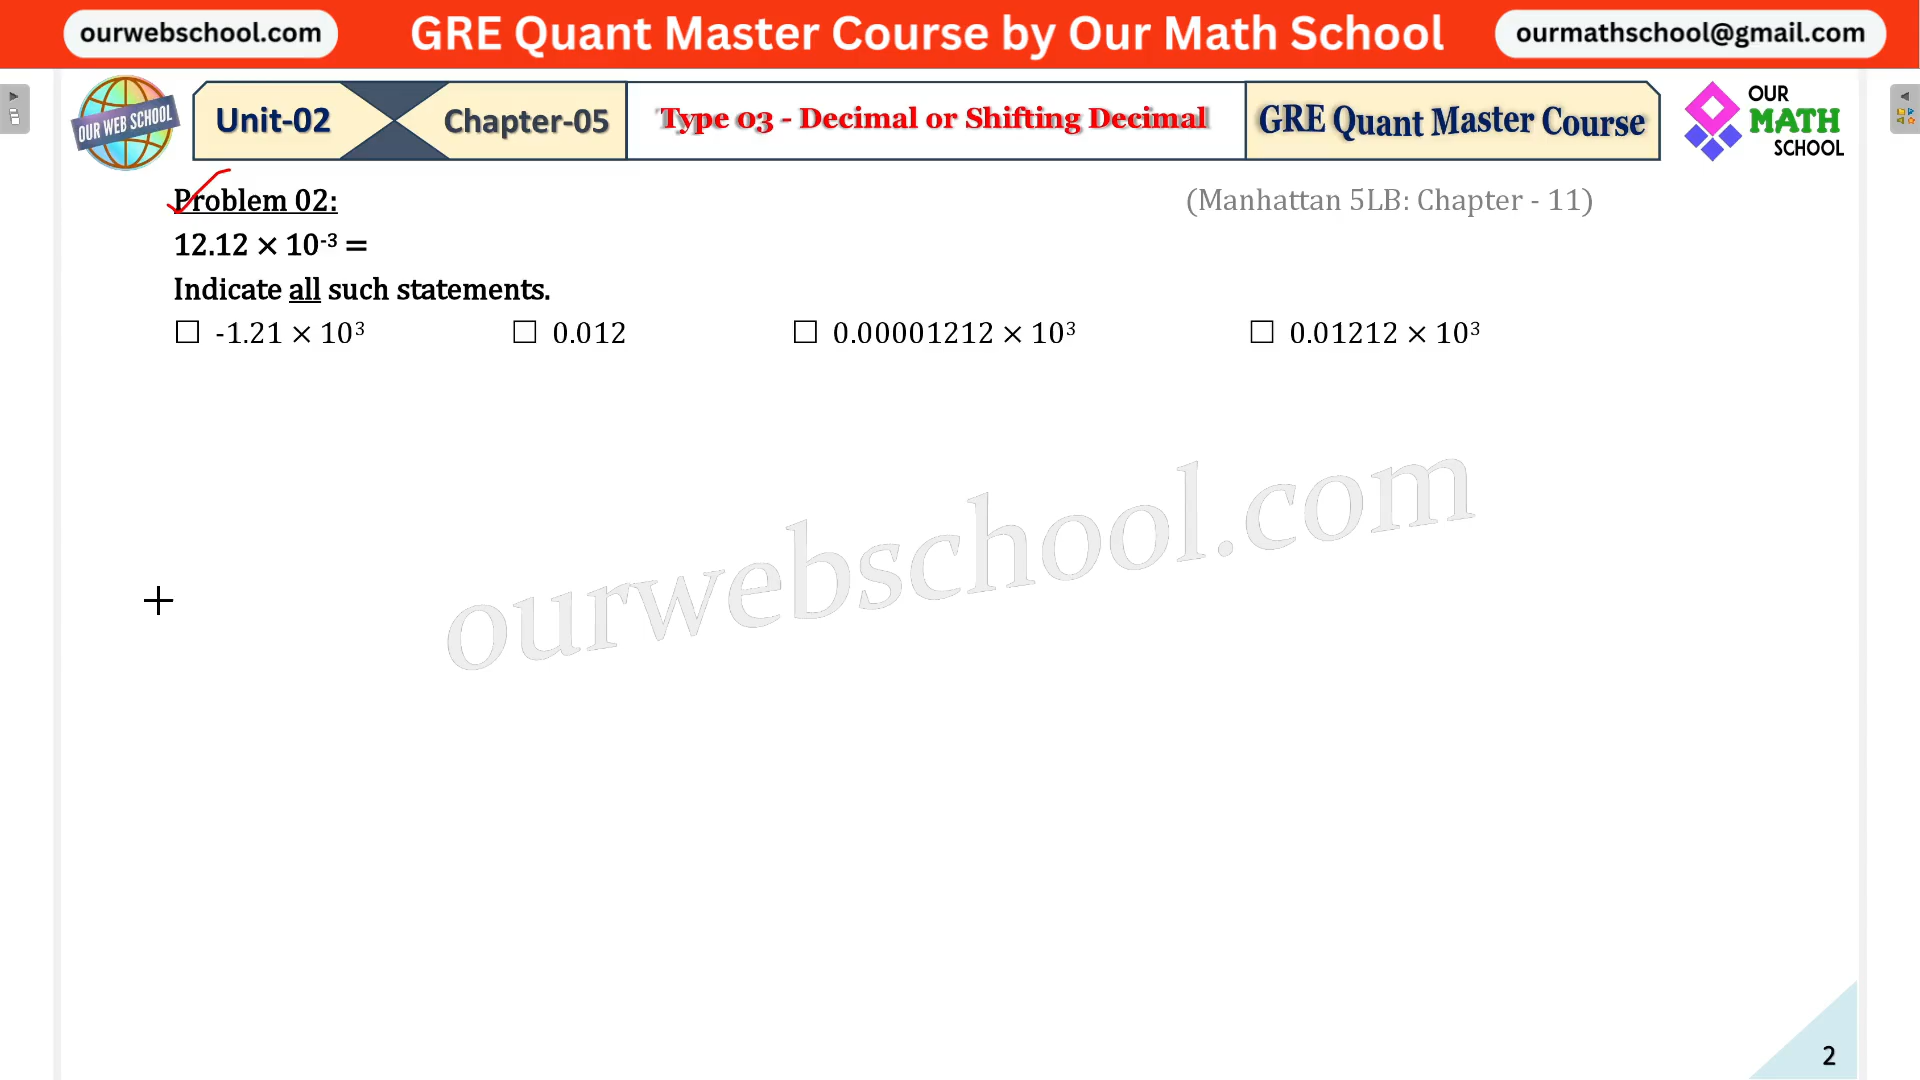 ourwebschool.com GRE Quant Master Course by Our Math School ourmathschool@gmail.com
OUR WEB SCHOOL Unit-02 Chapter-05 Type 03 - Decimal or Shifting Decimal GRE Quant Master Course OUR MATH SCHOOL
Problem 02: (Manhattan 5LB: Chapter - 11)
12.12 × 10⁻³ =
Indicate all such statements.
☐ -1.21 × 10³ ☐ 0.012 ☐ 0.00001212 × 10³ ☐ 0.01212 × 10³
ourwebschool.com
2